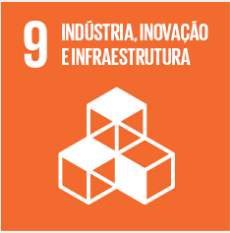 9
INDÚSTRIA, INOVAÇÃO
E INFRAESTRUTURA